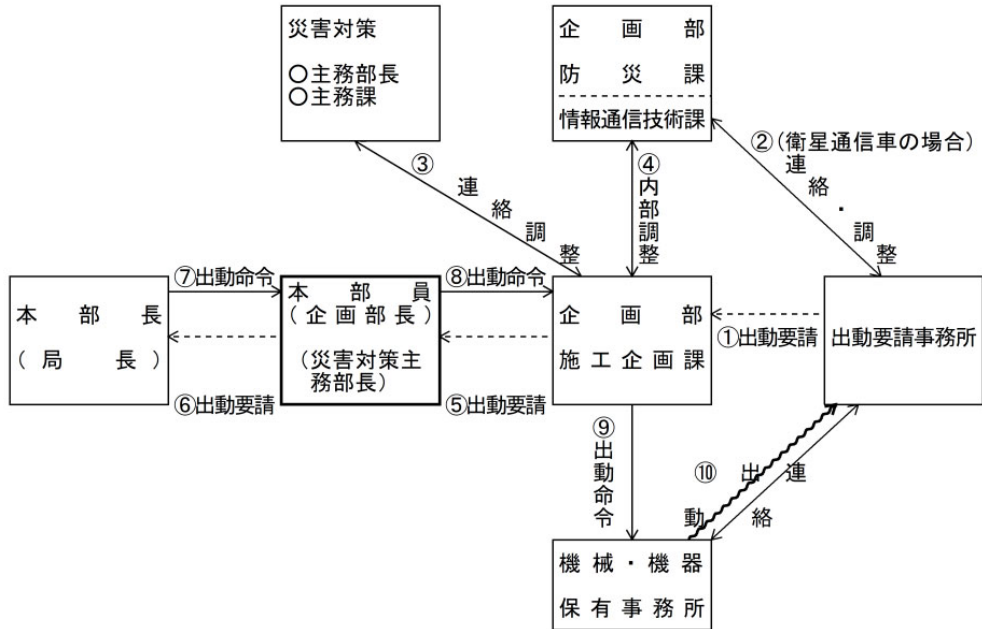 災害対策
○主務部長
○主務課
企画部
防災課
情報通信技術課
②(衛星通信車の場合)
連絡・調整
③
連絡調整
④内部調整
⑦出動命令
⑧出動命令
本部長
(局長)
本部員
(企画部長)
(災害対策主
務部長)
企画部
施工企画課
①出動要請
出動要請事務所
⑥出動要請
⑤出動要請
⑨出動命令
⑩
出動
連絡
機械・機器
保有事務所